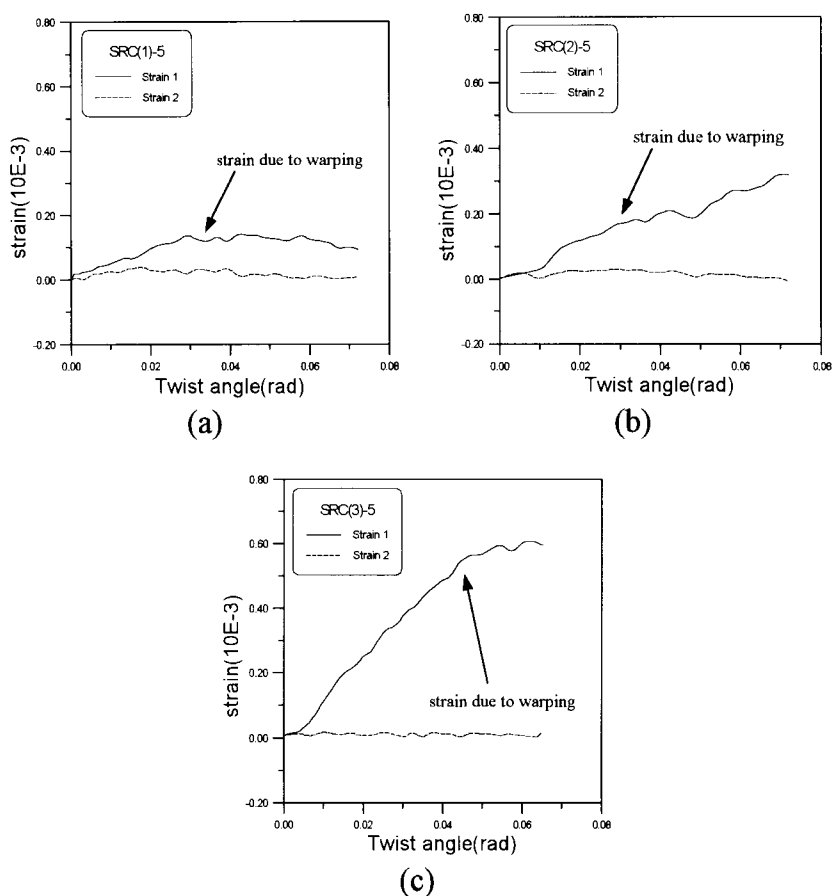 0.80
0.60
0.40
0.20
0.00
-0.20
strain(10E-3)
SRC(1)-5
Strain 1
Strain 2
strain due to warping
0.00
0.02
0.04
0.06
0.08
Twist angle(rad)
(a)
0.80
0.60
0.40
0.20
0.00
-0.20
strain(10E-3)
SRC(2)-5
Strain 1
Strain 2
strain due to warping
0.00
0.02
0.04
0.06
0.08
Twist angle(rad)
(b)
0.80
0.60
0.40
0.20
0.00
-0.20
strain(10E-3)
SRC(3)-5
Strain 1
Strain 2
strain due to warping
0.00
0.02
0.04
0.06
0.08
Twist angle(rad)
(c)